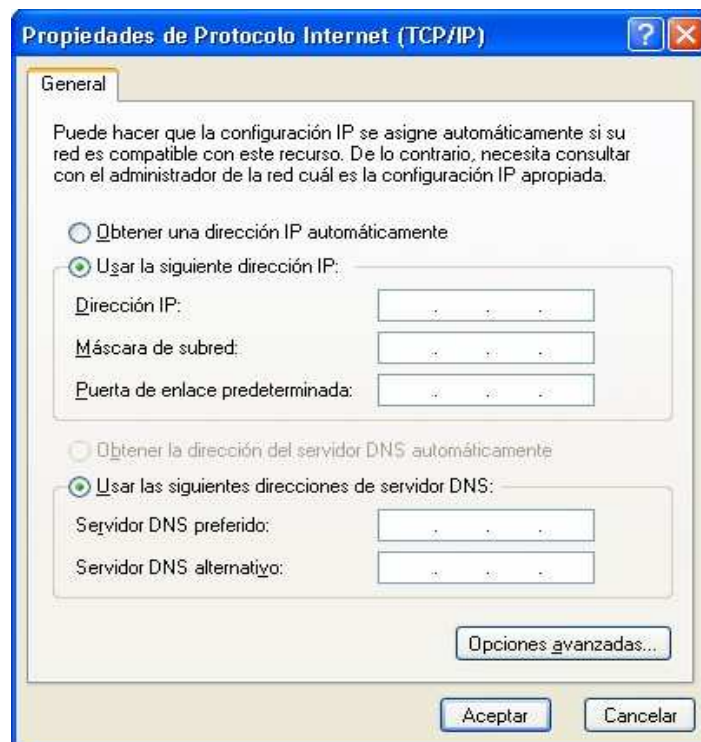 Propiedades de Protocolo Internet (TCP/IP)
General
Puede hacer que la configuración IP se asigne automáticamente si su
red es compatible con este recurso. De lo contrario, necesita consultar
con el administrador de la red cuál es la configuración IP apropiada.
Obtener una dirección IP automáticamente
Usar la siguiente dirección IP:
Dirección IP:
Máscara de subred:
Puerta de enlace predeterminada:
Obtener la dirección del servidor DNS automáticamente
Usar las siguientes direcciones de servidor DNS:
Servidor DNS preferido:
Servidor DNS alternativo:
Opciones avanzadas...
Aceptar Cancelar